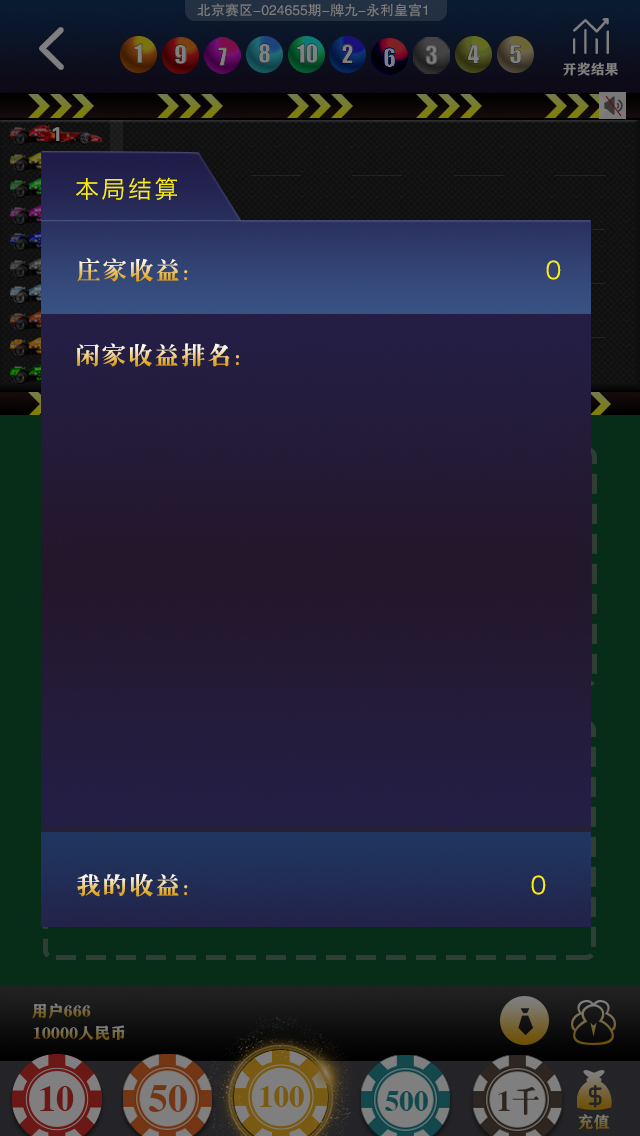 北京赛区-024655期-牌九-永利皇宫1
1 9 7 8 10 2 6 3 4 5
开奖结果
1
本局结算
庄家收益: 0
闲家收益排名:
我的收益: 0
用户666
10000人民币
10 50 100 500 1千
充值